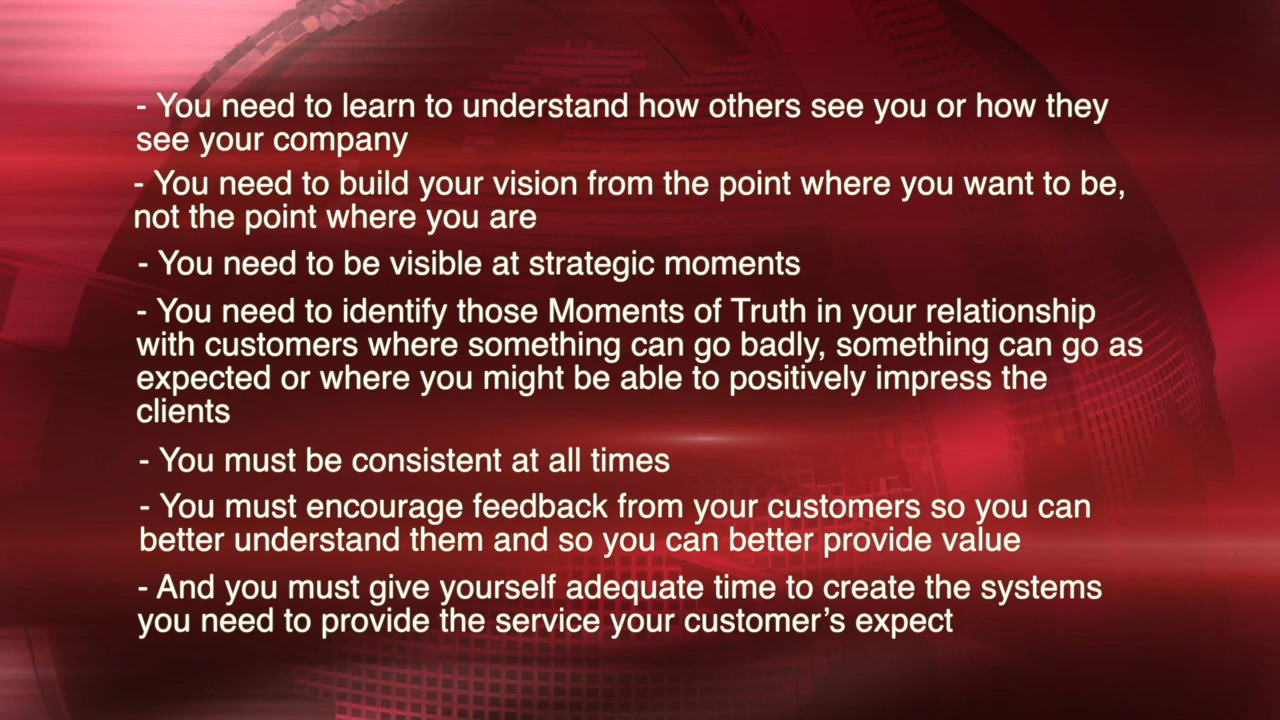 - You need to learn to understand how others see you or how they
see your company
- You need to build your vision from the point where you want to be,
not the point where you are
- You need to be visible at strategic moments
- You need to identify those Moments of Truth in your relationship
with customers where something can go badly, something can go as
expected or where you might be able to positively impress the
clients
- You must be consistent at all times
- You must encourage feedback from your customers so you can
better understand them and so you can better provide value
- And you must give yourself adequate time to create the systems
you need to provide the service your customer’s expect